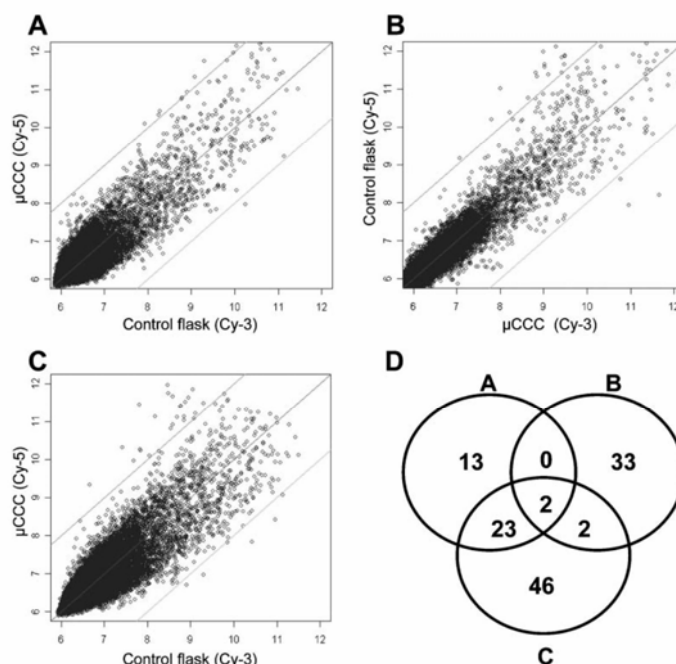 A
B
µCCC (Cy-5)
12
11
10
9
8
7
6
6 7 8 9 10 11 12
Control flask (Cy-3)
Control flask (Cy-5)
12
11
10
9
8
7
6
6 7 8 9 10 11 12
µCCC (Cy-3)
C
D
µCCC (Cy-5)
12
11
10
9
8
7
6
6 7 8 9 10 11 12
Control flask (Cy-3)
A
B
13
0
33
2
23
2
46
C